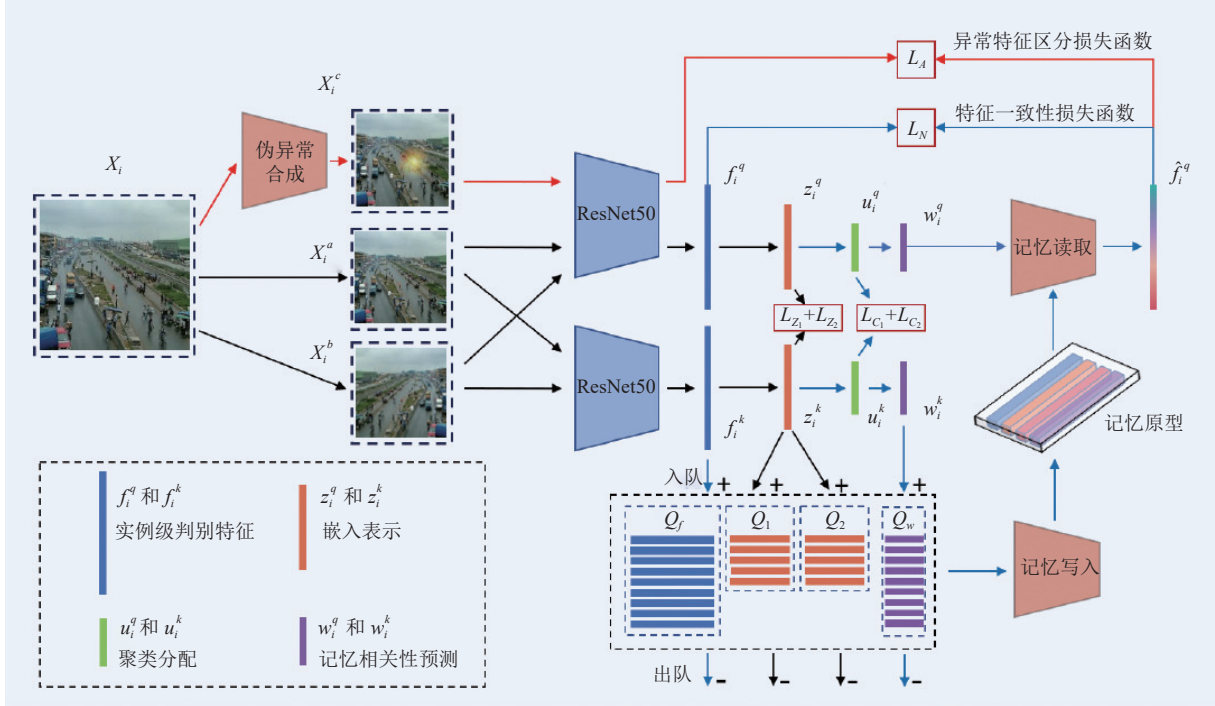 异常特征区分损失函数
L_A
X_i^c
特征一致性损失函数
L_N
伪异常
合成
X_i
f_i^q
\hat{f}_i^q
z_i^q
u_i^q
w_i^q
ResNet50
X_i^a
记忆读取
L_{Z_1}+L_{Z_2}
L_{C_1}+L_{C_2}
X_i^b
ResNet50
f_i^k
z_i^k
u_i^k
w_i^k
记忆原型
入队
+ + + +
Q_f
Q_1
Q_2
Q_w
记忆写入
出队
- - - -
f_i^q 和 f_i^k
实例级判别特征
z_i^q 和 z_i^k
嵌入表示
u_i^q 和 u_i^k
聚类分配
w_i^q 和 w_i^k
记忆相关性预测